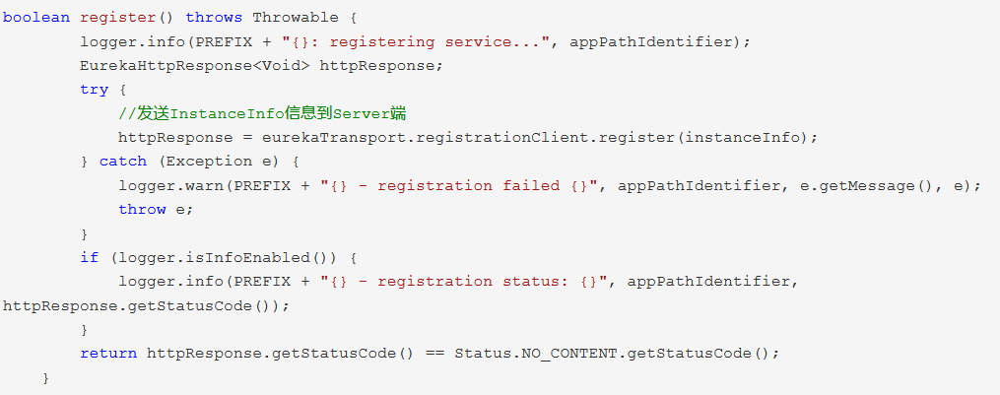 boolean register() throws Throwable {
        logger.info(PREFIX + "{}: registering service...", appPathIdentifier);
        EurekaHttpResponse<Void> httpResponse;
        try {
            //发送InstanceInfo信息到Server端
            httpResponse = eurekaTransport.registrationClient.register(instanceInfo);
        } catch (Exception e) {
            logger.warn(PREFIX + "{} - registration failed {}", appPathIdentifier, e.getMessage(), e);
            throw e;
        }
        if (logger.isInfoEnabled()) {
            logger.info(PREFIX + "{} - registration status: {}", appPathIdentifier,
httpResponse.getStatusCode());
        }
        return httpResponse.getStatusCode() == Status.NO_CONTENT.getStatusCode();
    }